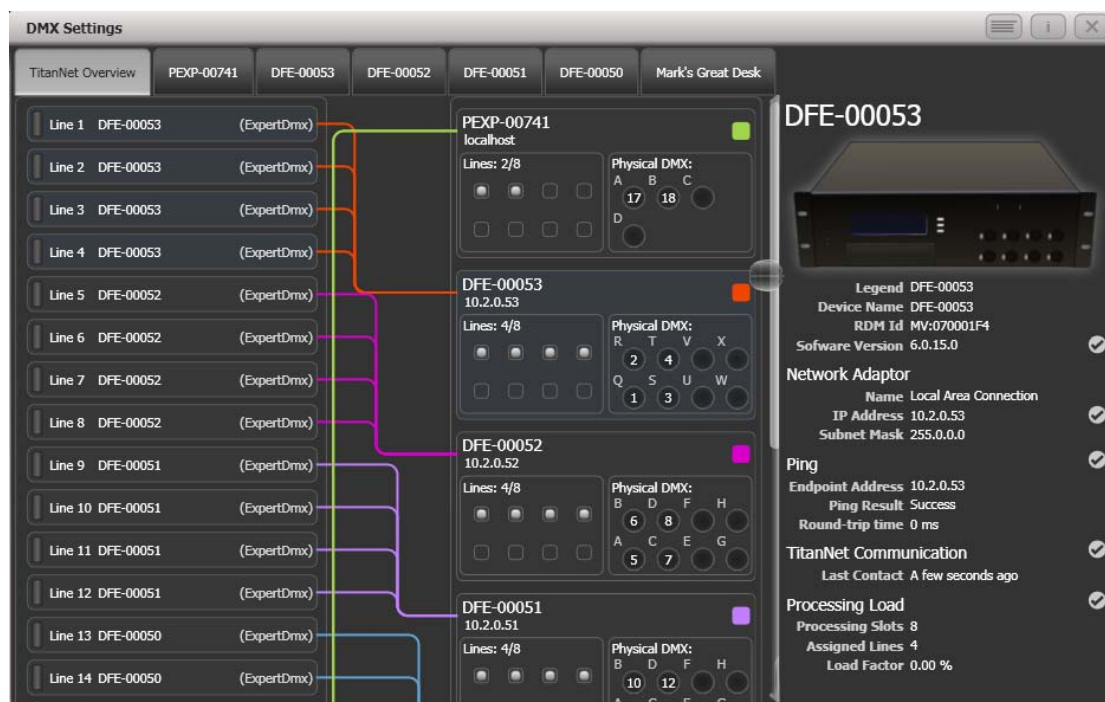 DMX Settings
i
TitanNet Overview
PEXP-00741
DFE-00053
DFE-00052
DFE-00051
DFE-00050
Mark's Great Desk
Line 1 DFE-00053 (ExpertDmx)
Line 2 DFE-00053 (ExpertDmx)
Line 3 DFE-00053 (ExpertDmx)
Line 4 DFE-00053 (ExpertDmx)
Line 5 DFE-00052 (ExpertDmx)
Line 6 DFE-00052 (ExpertDmx)
Line 7 DFE-00052 (ExpertDmx)
Line 8 DFE-00052 (ExpertDmx)
Line 9 DFE-00051 (ExpertDmx)
Line 10 DFE-00051 (ExpertDmx)
Line 11 DFE-00051 (ExpertDmx)
Line 12 DFE-00051 (ExpertDmx)
Line 13 DFE-00050 (ExpertDmx)
Line 14 DFE-00050 (ExpertDmx)
PEXP-00741
localhost
Lines: 2/8
Physical DMX:
A B C
17 18
D
DFE-00053
10.2.0.53
Lines: 4/8
Physical DMX:
R T V X
2 4
Q S U W
1 3
DFE-00052
10.2.0.52
Lines: 4/8
Physical DMX:
B D F H
6 8
A C E G
5 7
DFE-00051
10.2.0.51
Lines: 4/8
Physical DMX:
B D F H
10 12
A C E G
DFE-00053
Legend DFE-00053
Device Name DFE-00053
RDM Id MV:070001F4
Sofware Version 6.0.15.0
Network Adaptor
Name Local Area Connection
IP Address 10.2.0.53
Subnet Mask 255.0.0.0
Ping
Endpoint Address 10.2.0.53
Ping Result Success
Round-trip time 0 ms
TitanNet Communication
Last Contact A few seconds ago
Processing Load
Processing Slots 8
Assigned Lines 4
Load Factor 0.00 %